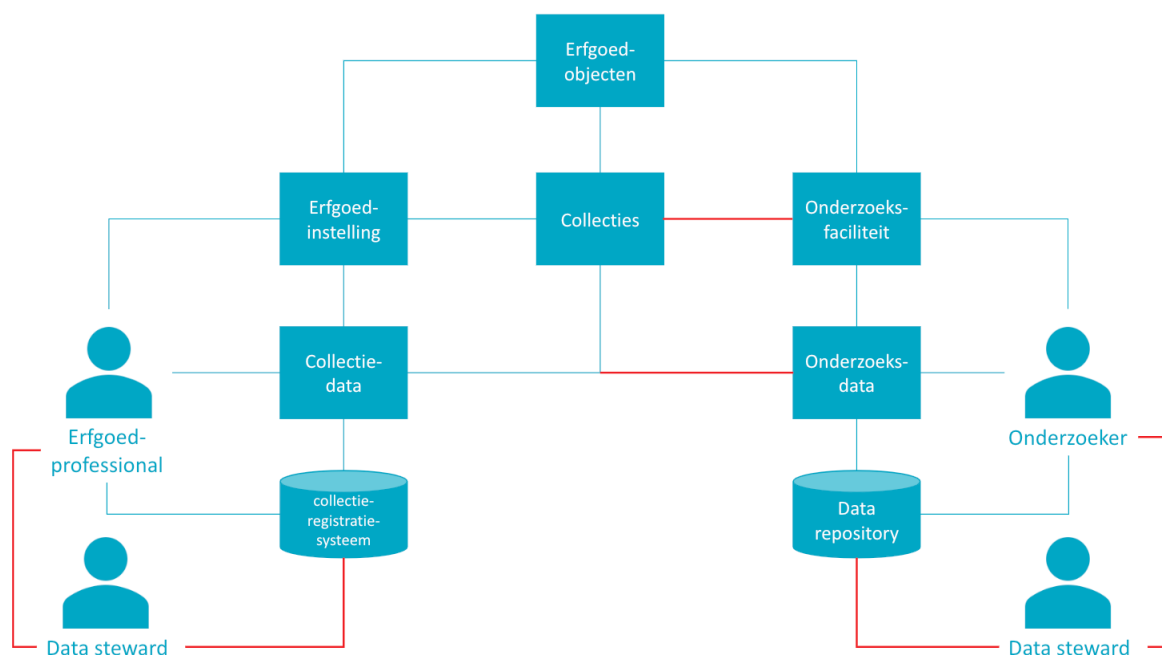 Erfgoed-
objecten
Erfgoed-
instelling
Collecties
Onderzoeks-
faciliteit
Collectie-
data
Onderzoeks-
data
Erfgoed-
professional
Onderzoeker
collectie-
registratie-
systeem
Data
repository
Data steward
Data steward